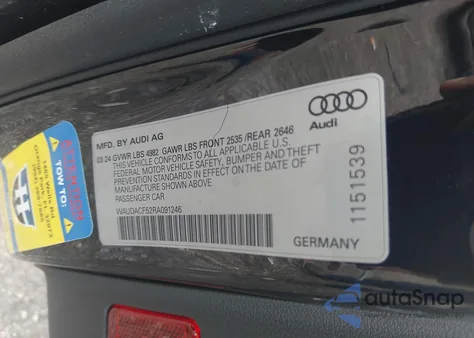 MFD. BY AUDI AG
03-24 GVWR LBS 4982 GAWR LBS FRONT 2535 /REAR 2646
THIS VEHICLE CONFORMS TO ALL APPLICABLE U.S.
FEDERAL MOTOR VEHICLE SAFETY, BUMPER AND THEFT
PREVENTION STANDARDS IN EFFECT ON THE DATE OF
MANUFACTURE SHOWN ABOVE.
PASSENGER CAR
WAUDACF52RA091246
Audi
1151539
GERMANY
TOW TO:
autoSnap